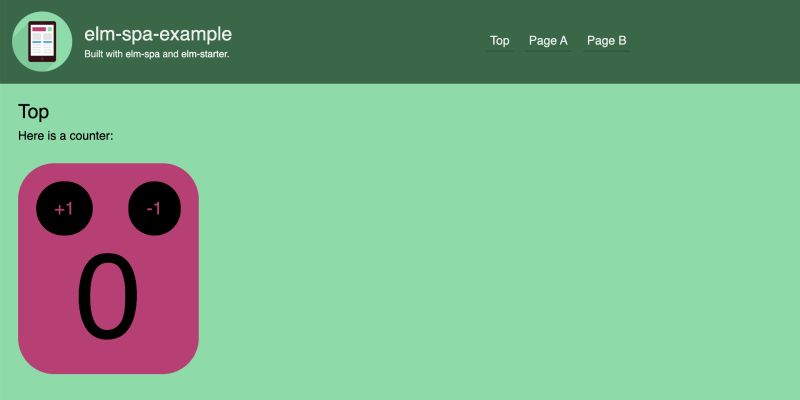 elm-spa-example
Built with elm-spa and elm-starter.
Top Page A Page B
Top
Here is a counter:
+1 -1
0